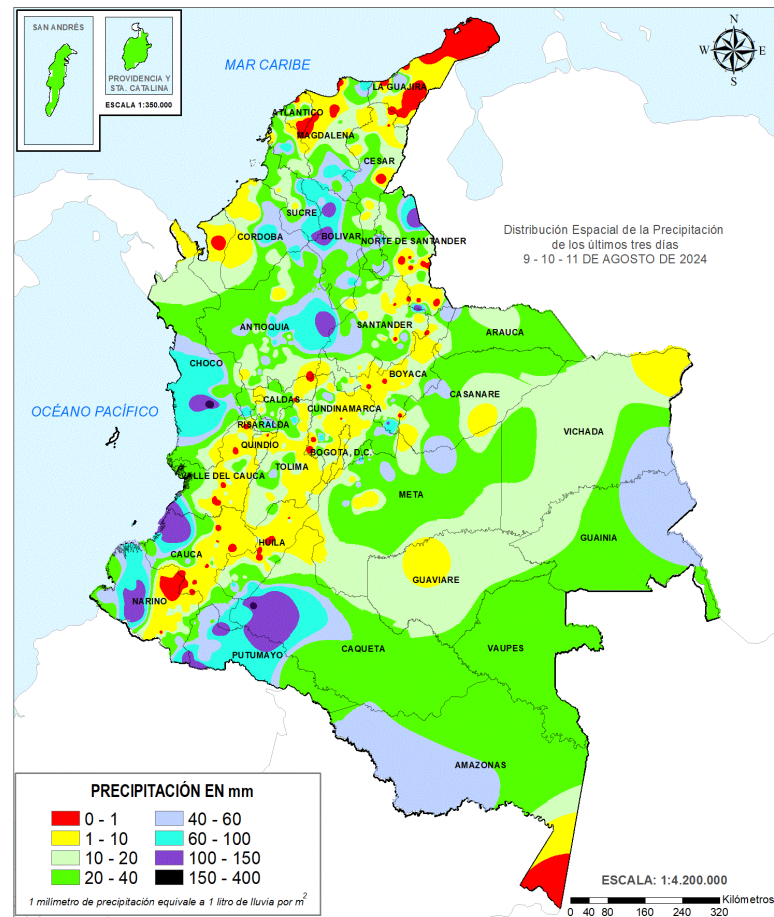 SAN ANDRÉS
PROVIDENCIA Y
STA. CATALINA
ESCALA 1:350.000
MAR CARIBE
N
W
E
S
LA GUAJIRA
ATLANTICO
MAGDALENA
CESAR
SUCRE
CORDOBA
BOLIVAR
NORTE DE SANTANDER
Distribución Espacial de la Precipitación
de los últimos tres días
9 - 10 - 11 DE AGOSTO DE 2024
ANTIOQUIA
SANTANDER
ARAUCA
CHOCO
BOYACA
CASANARE
OCÉANO PACÍFICO
CALDAS
CUNDINAMARCA
RISARALDA
VICHADA
QUINDIO
BOGOTA, D.C.
TOLIMA
VALLE DEL CAUCA
META
GUAINIA
HUILA
CAUCA
GUAVIARE
NARINO
PUTUMAYO
CAQUETA
VAUPES
AMAZONAS
PRECIPITACIÓN EN mm
0 - 1
40 - 60
1 - 10
60 - 100
10 - 20
100 - 150
20 - 40
150 - 400
1 milímetro de precipitación equivale a 1 litro de lluvia por m²
ESCALA: 1:4.200.000
Kilómetros
0 40 80 160 240 320